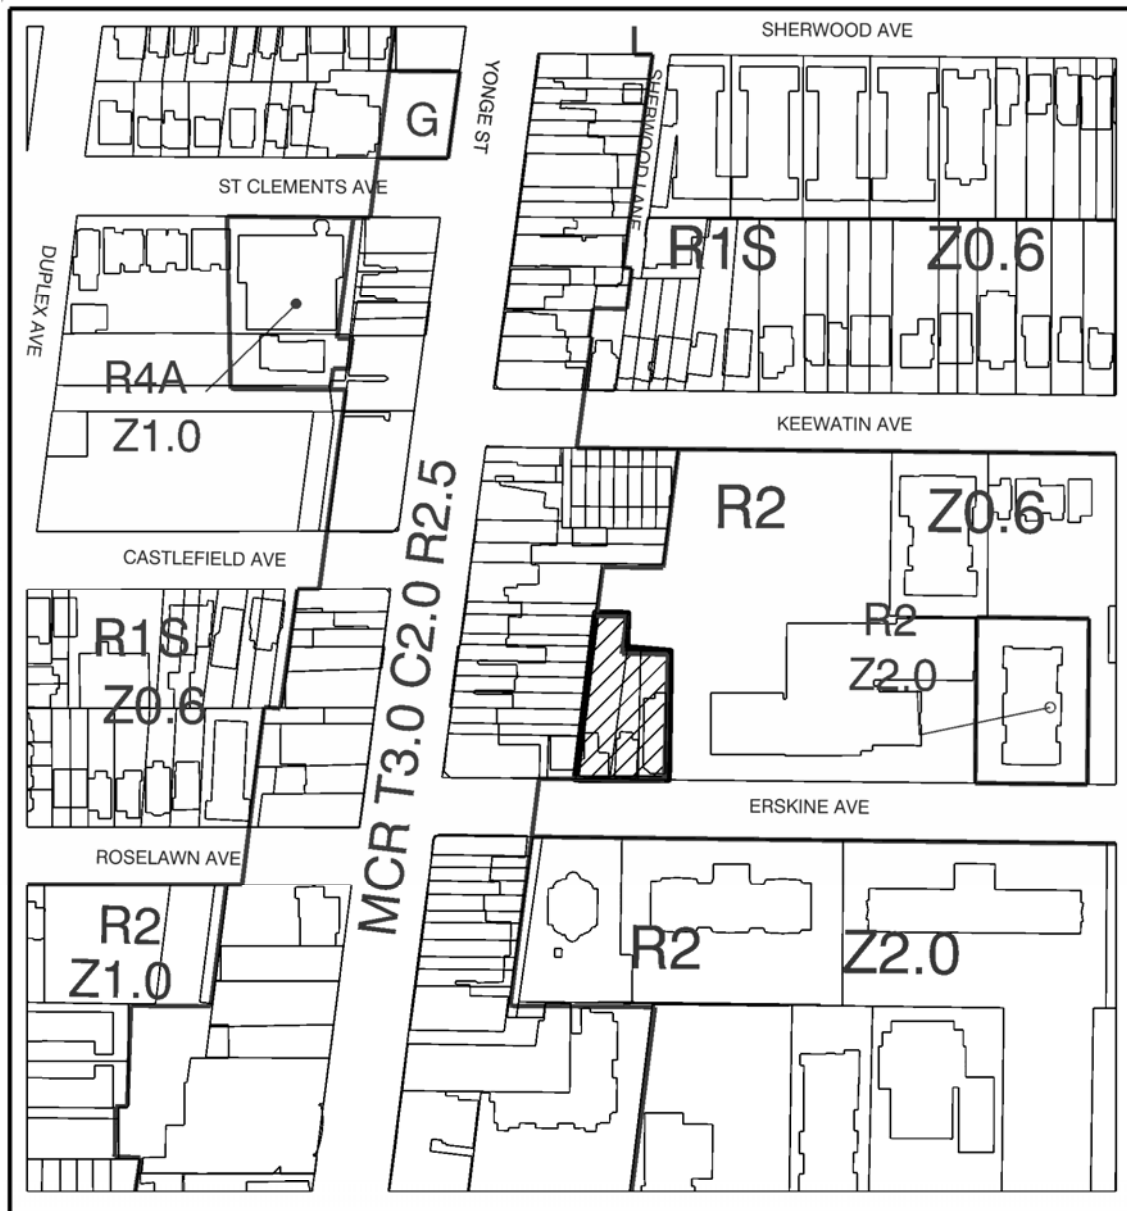 SHERWOOD AVE
YONGE ST
G
SHERWOOD LANE
ST CLEMENTS AVE
DUPLEX AVE
R1S Z0.6
R4A
Z1.0
KEEWATIN AVE
R2 Z0.6
CASTLEFIELD AVE
MCR T3.0 C2.0 R2.5
R1S
Z0.6
R2
Z2.0
ERSKINE AVE
ROSELAWN AVE
R2
Z1.0
R2 Z2.0